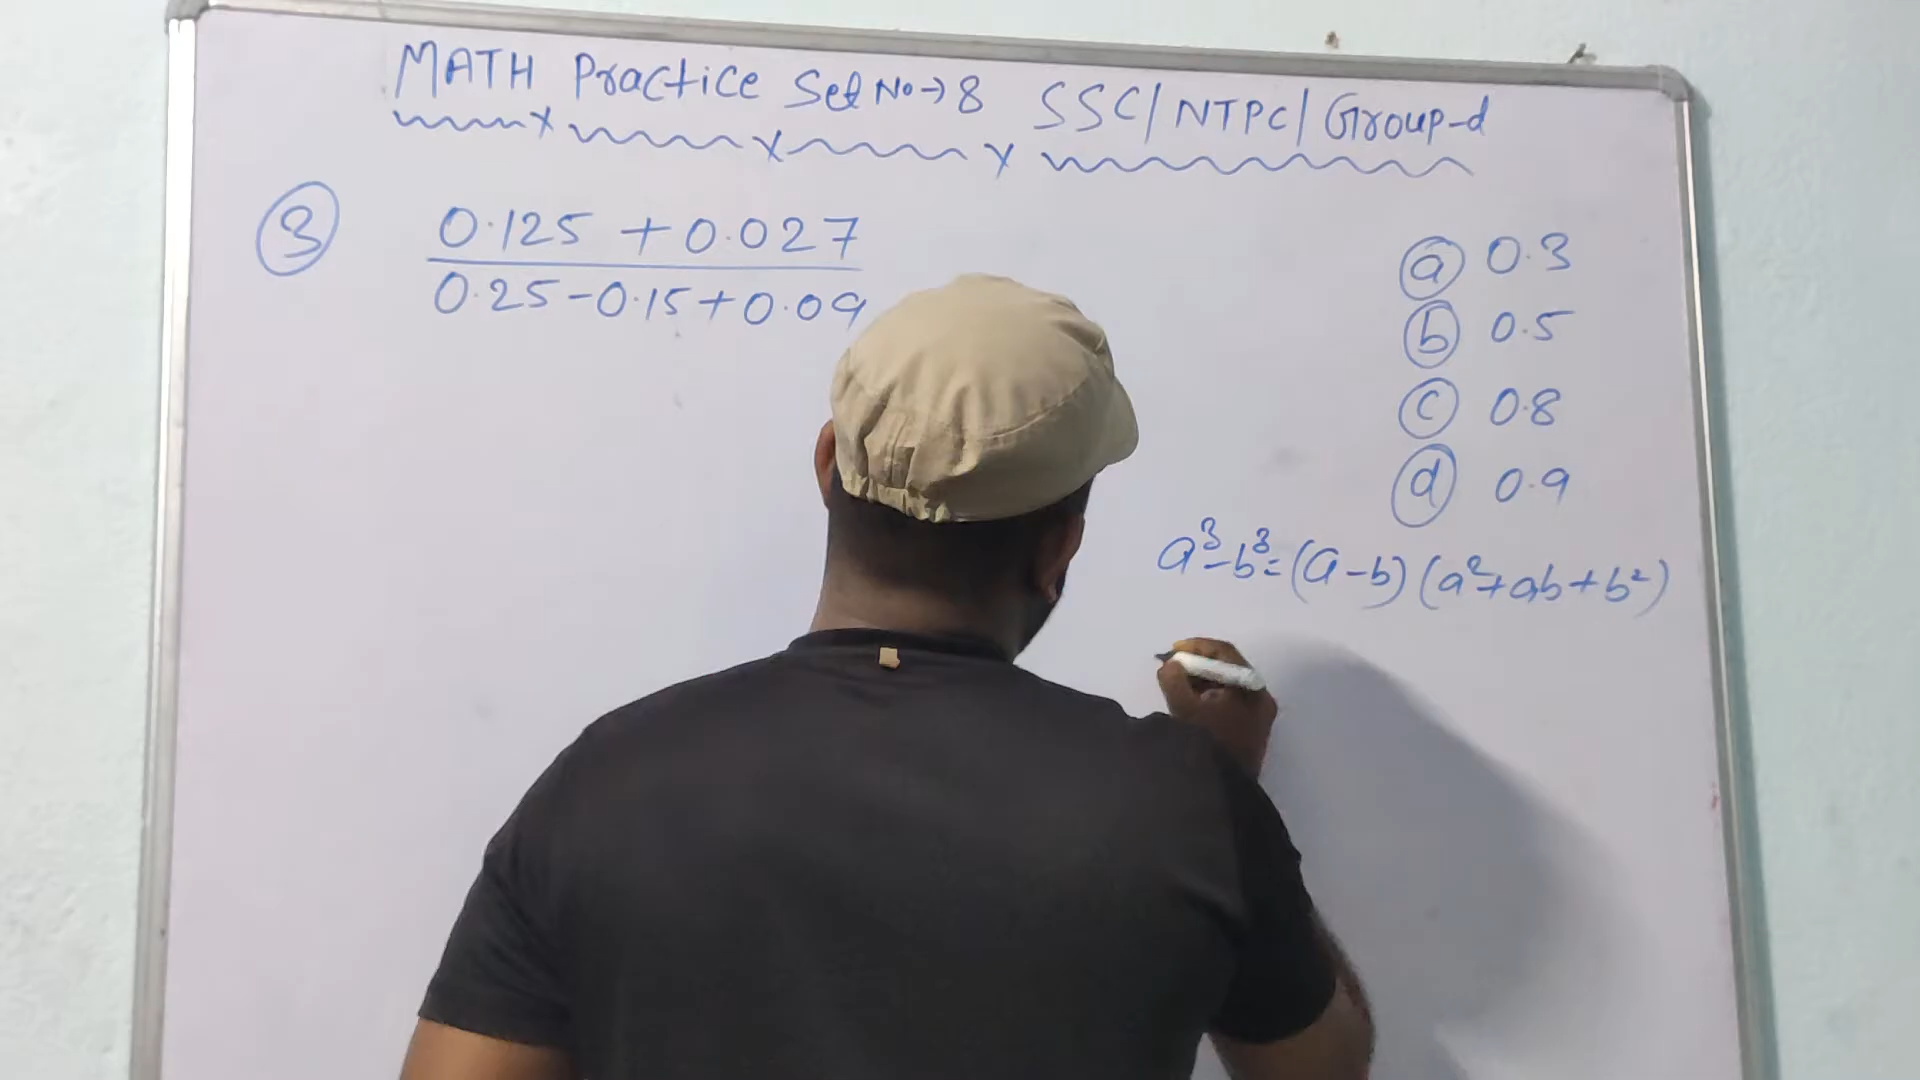 MATH Practice Set No→8 SSC/NTPC/Group-d
3 0.125 + 0.027
0.25-0.15+0.09
a 0.3
b 0.5
c 0.8
d 0.9
a³-b³=(a-b)(a²+ab+b²)